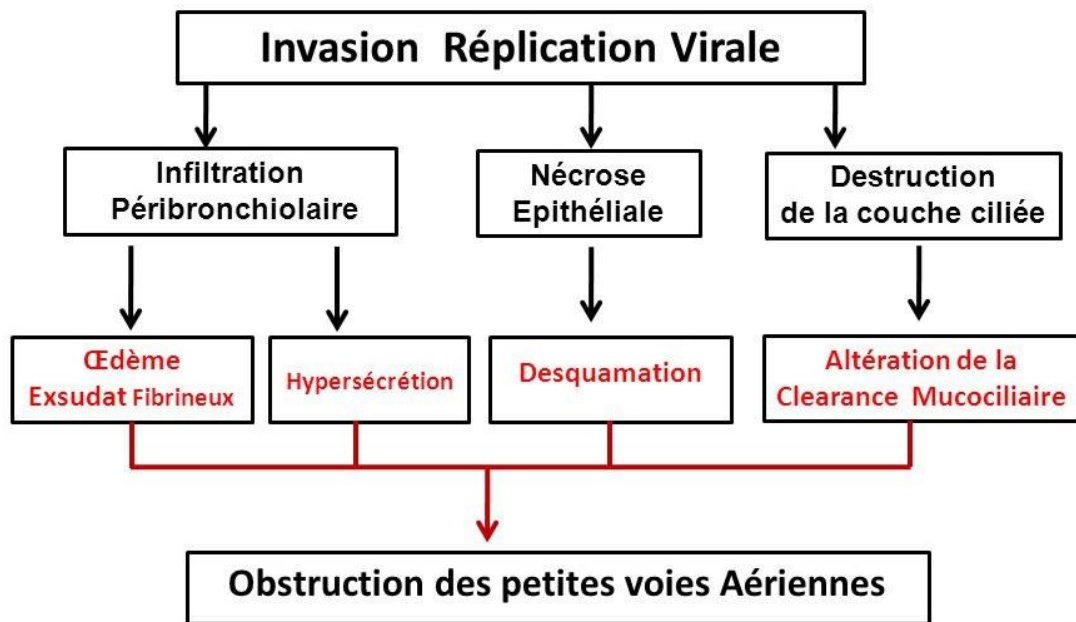 Invasion Réplication Virale
Infiltration
Péribronchiolaire
Nécrose
Epithéliale
Destruction
de la couche ciliée
Œdème
Exsudat Fibrineux
Hypersécrétion
Desquamation
Altération de la
Clearance Mucociliaire
Obstruction des petites voies Aériennes